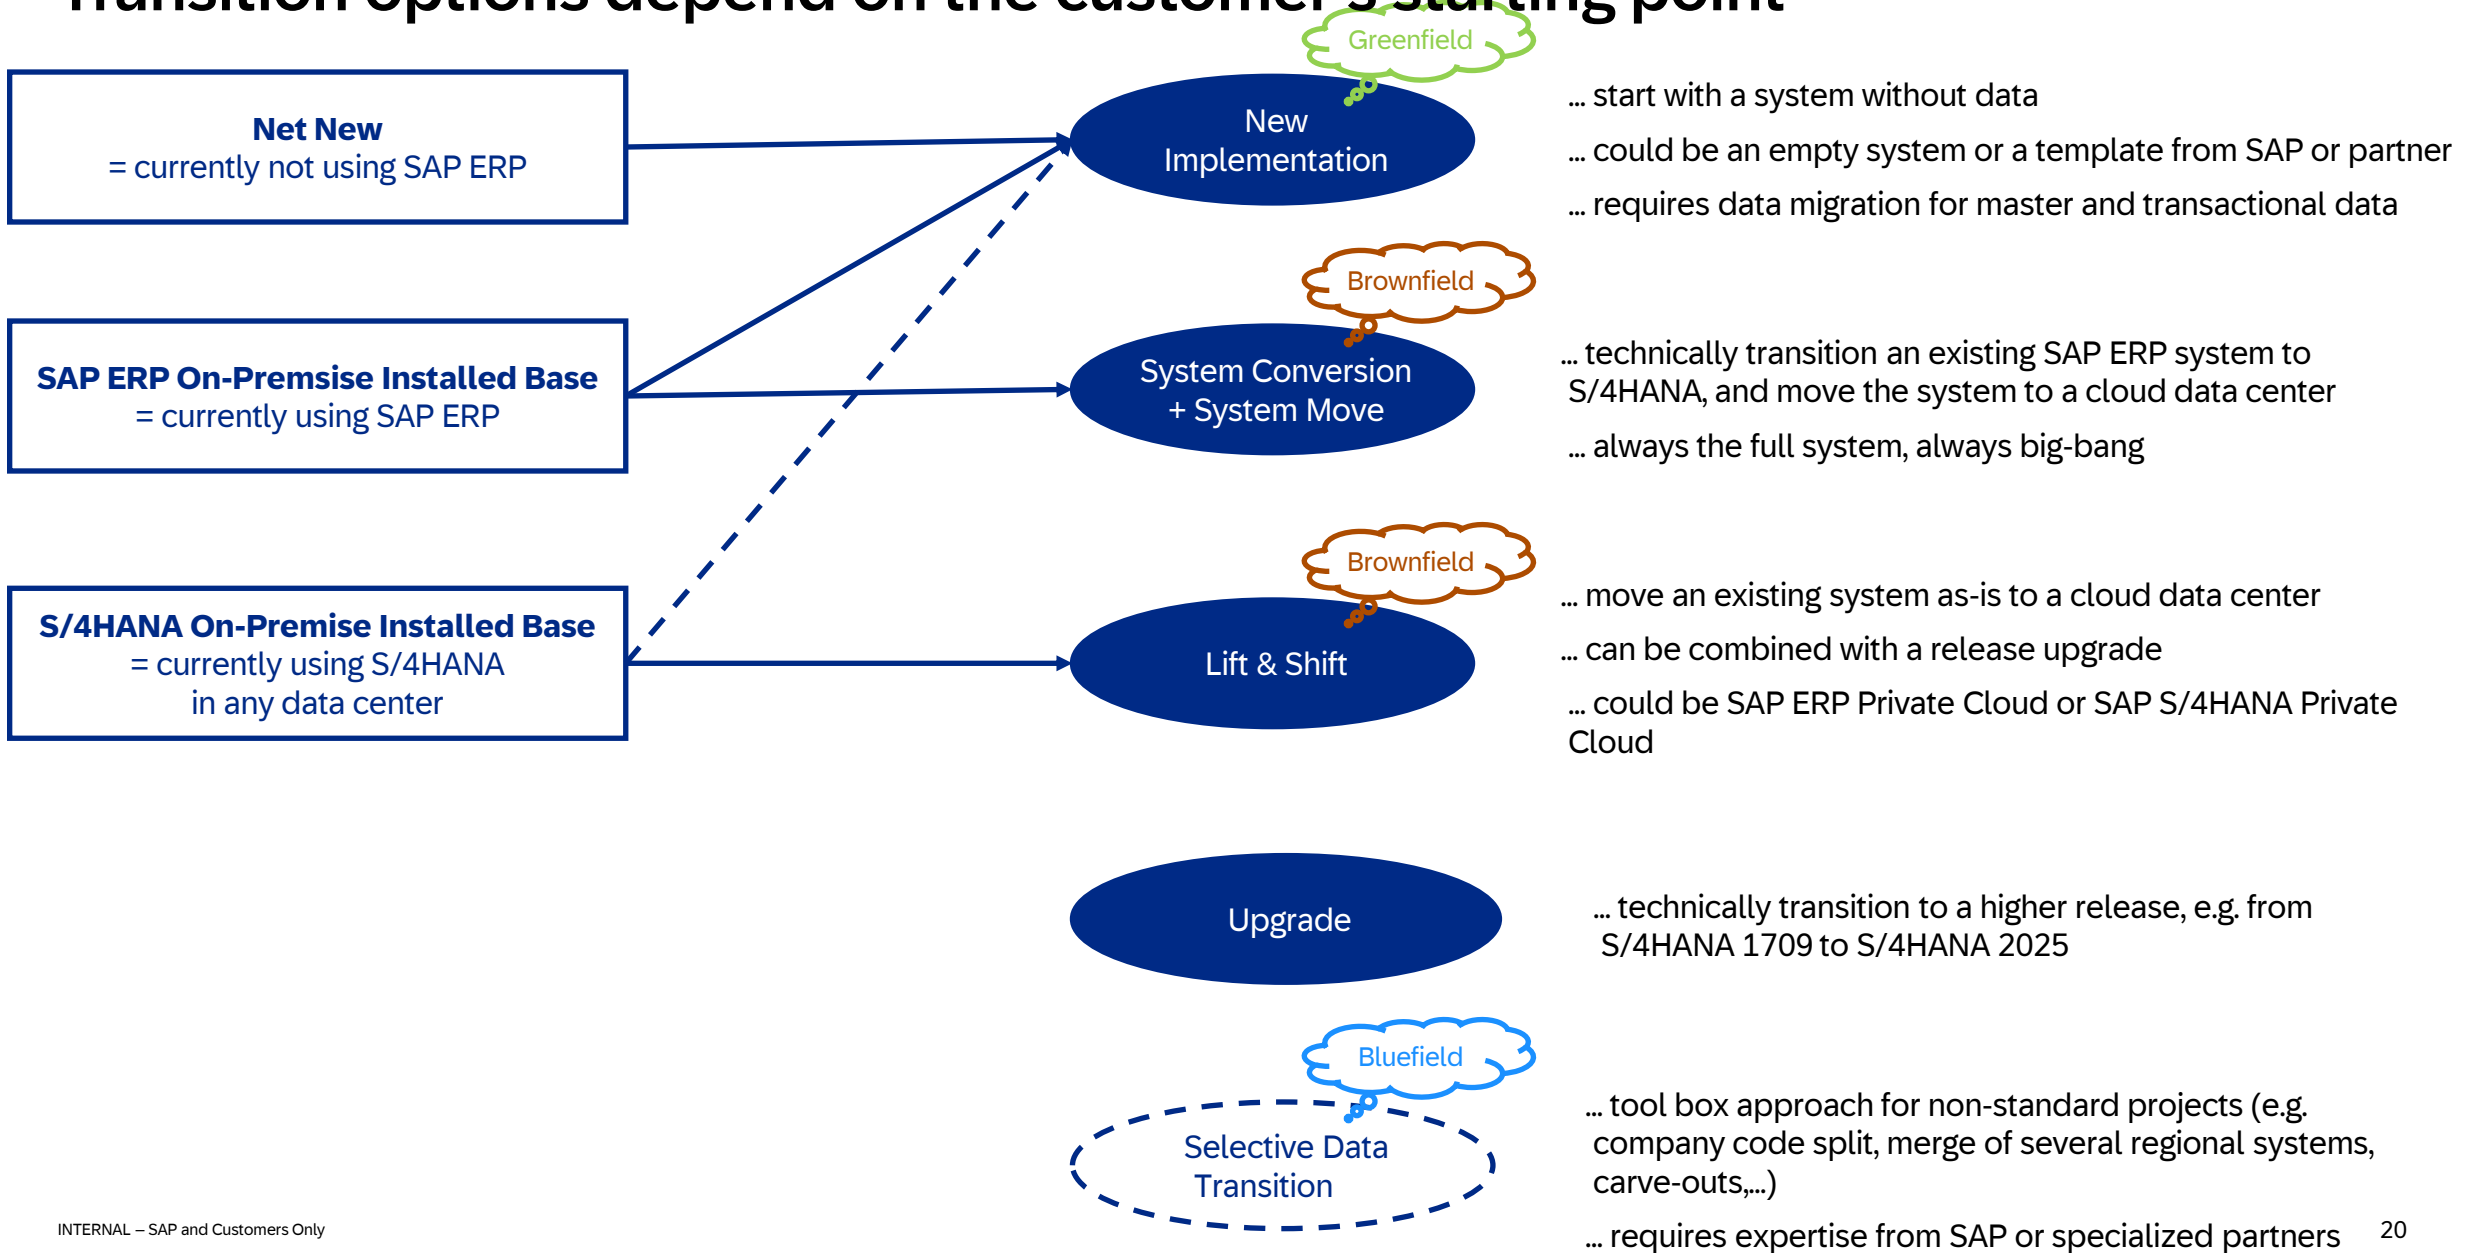 Transition options depend on the customer's starting point
Greenfield
Net New
= currently not using SAP ERP
New
Implementation
... start with a system without data
... could be an empty system or a template from SAP or partner
... requires data migration for master and transactional data
Brownfield
SAP ERP On-Premsise Installed Base
= currently using SAP ERP
System Conversion
+ System Move
... technically transition an existing SAP ERP system to
S/4HANA, and move the system to a cloud data center
... always the full system, always big-bang
Brownfield
S/4HANA On-Premise Installed Base
= currently using S/4HANA
in any data center
Lift & Shift
... move an existing system as-is to a cloud data center
... can be combined with a release upgrade
... could be SAP ERP Private Cloud or SAP S/4HANA Private
Cloud
Upgrade
... technically transition to a higher release, e.g. from
S/4HANA 1709 to S/4HANA 2025
Bluefield
Selective Data
Transition
... tool box approach for non-standard projects (e.g.
company code split, merge of several regional systems,
carve-outs,...)
... requires expertise from SAP or specialized partners
INTERNAL – SAP and Customers Only
20